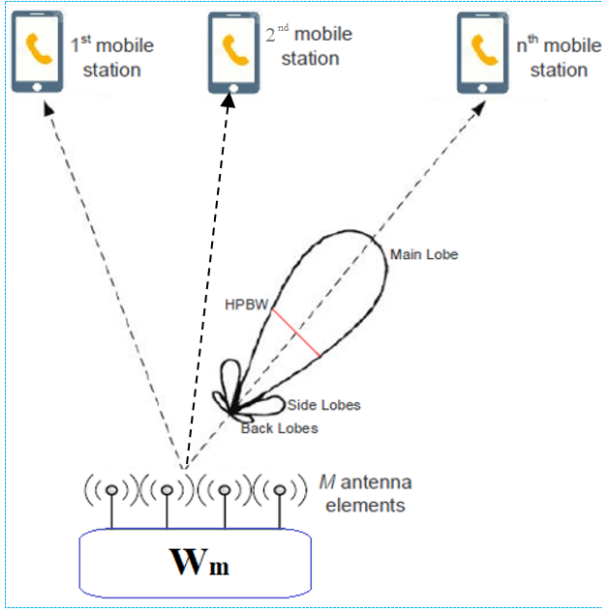 1st mobile
station
2nd mobile
station
nth mobile
station
Main Lobe
HPBW
Side Lobes
Back Lobes
M antenna
elements
Wm